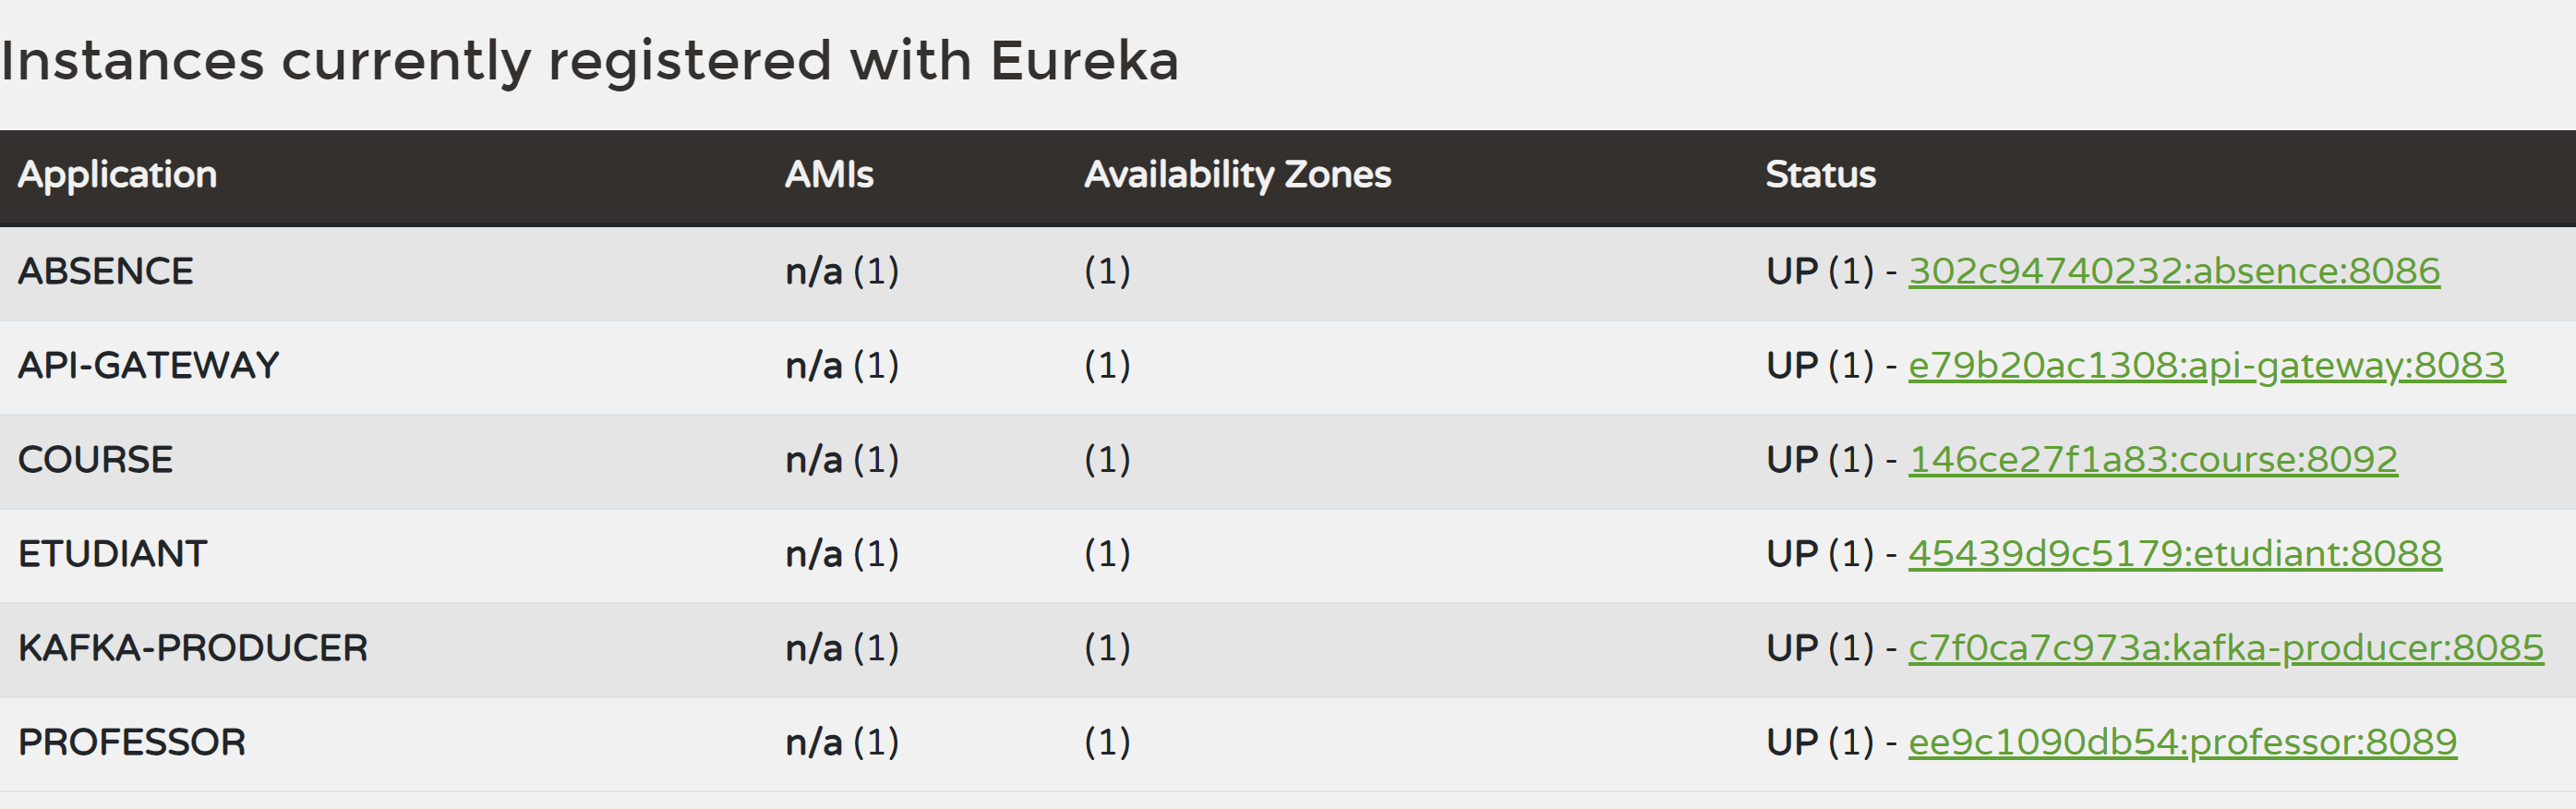 Instances currently registered with Eureka
Application AMIs Availability Zones Status
ABSENCE n/a (1) (1) UP (1) - 302c94740232:absence:8086
API-GATEWAY n/a (1) (1) UP (1) - e79b20ac1308:api-gateway:8083
COURSE n/a (1) (1) UP (1) - 146ce27f1a83:course:8092
ETUDIANT n/a (1) (1) UP (1) - 45439d9c5179:etudiant:8088
KAFKA-PRODUCER n/a (1) (1) UP (1) - c7f0ca7c973a:kafka-producer:8085
PROFESSOR n/a (1) (1) UP (1) - ee9c1090db54:professor:8089